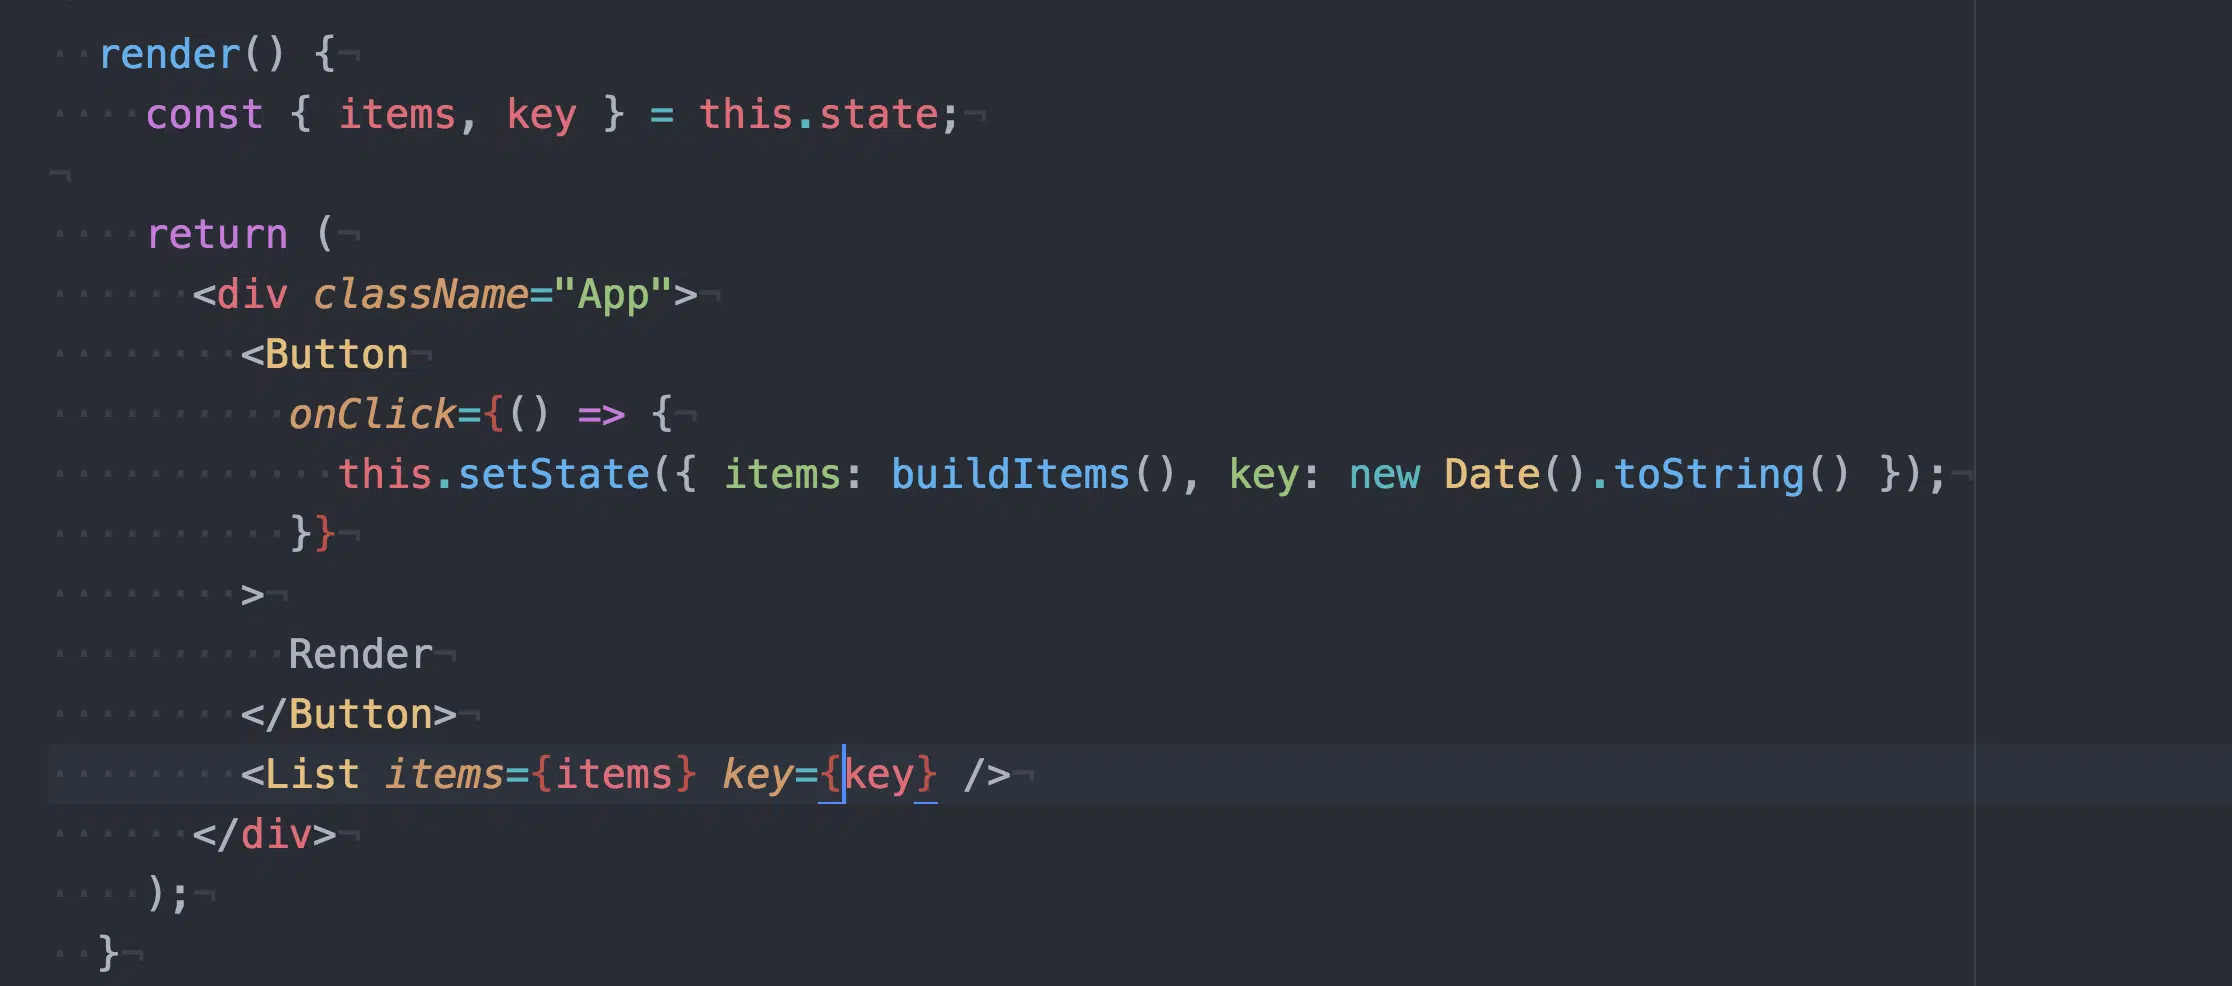 render() {
const { items, key } = this.state;
return (
<div className="App">
<Button
onClick={() => {
this.setState({ items: buildItems(), key: new Date().toString() });
}}
>
Render
</Button>
<List items={items} key={key} />
</div>
);
}